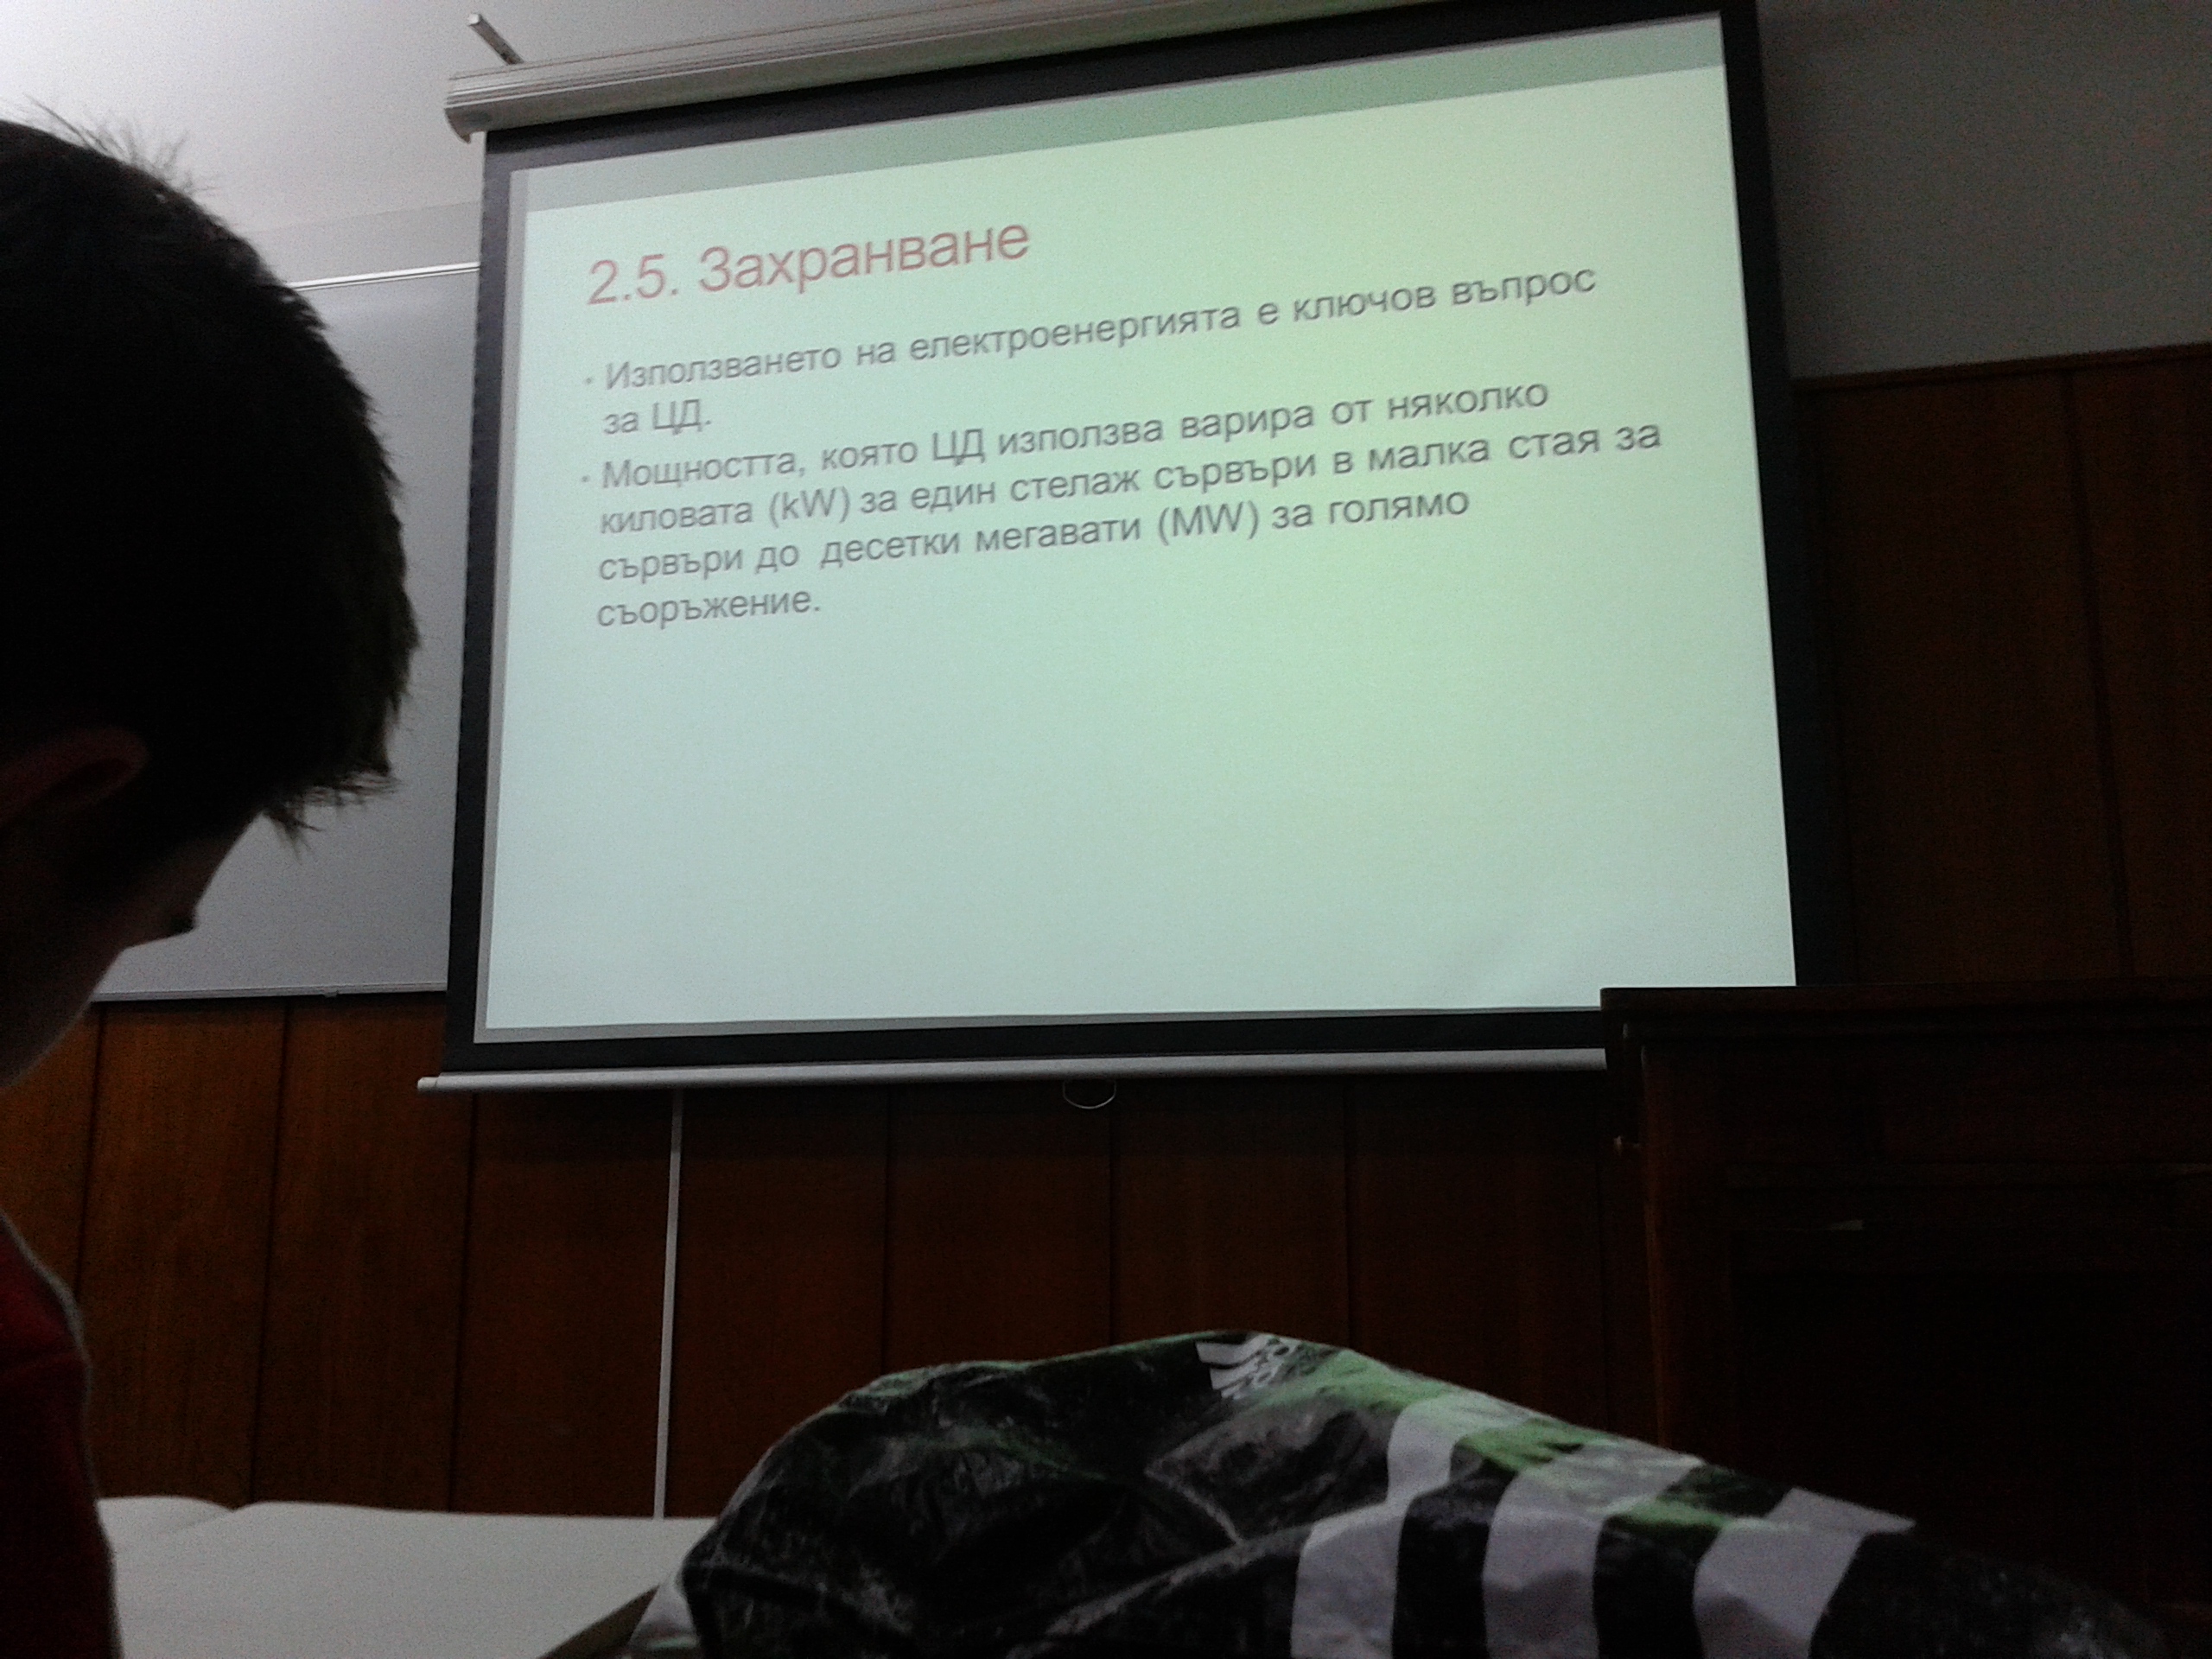 2.5. Захранване
· Използването на електроенергията е ключов въпрос
за ЦД.
· Мощността, която ЦД използва варира от няколко
киловата (kW) за един стелаж сървъри в малка стая за
сървъри до десетки мегавати (MW) за голямо
съоръжение.
adidas